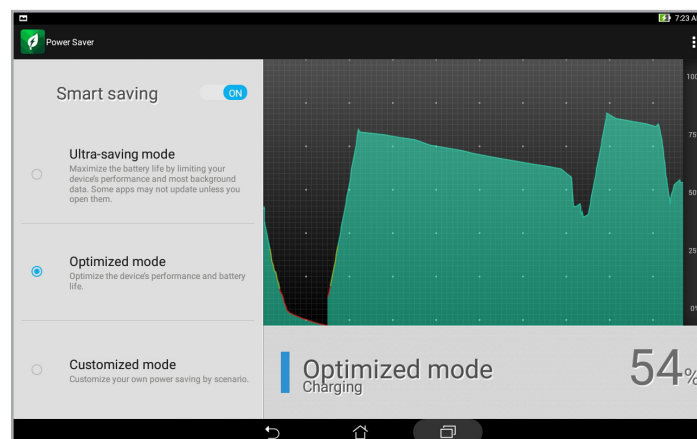 7:23 A
Power Saver
Smart saving
ON
Ultra-saving mode
Maximize the battery life by limiting your
device's performance and most background
data. Some apps may not update unless you
open them.
Optimized mode
Optimize the device's performance and battery
life.
Customized mode
Customize your own power saving by scenario.
100
75
50
25
0
Optimized mode
Charging
54%